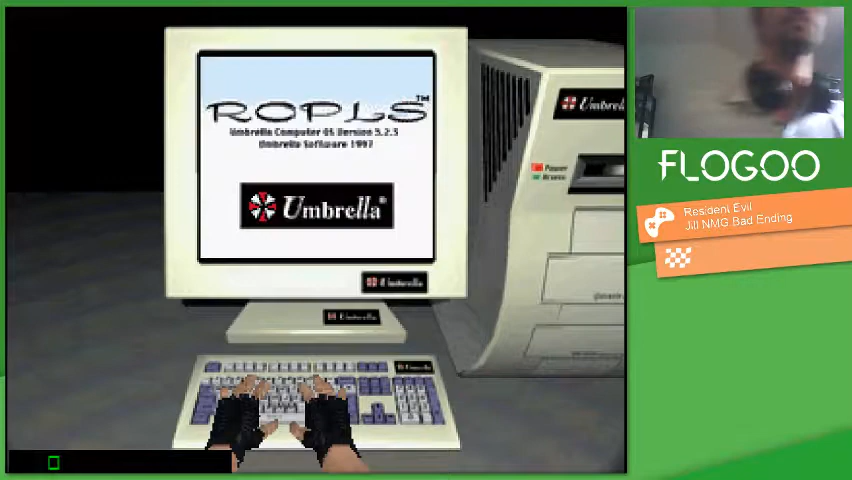 ROPLS™
Umbrella Computer OS Version 3.2.3
Umbrella Software 1997
Umbrella®
Umbrella
Umbrella
Umbrella
Umbrella
Power
Access
FLOGOO
Resident Evil
Jill NMG Bad Ending